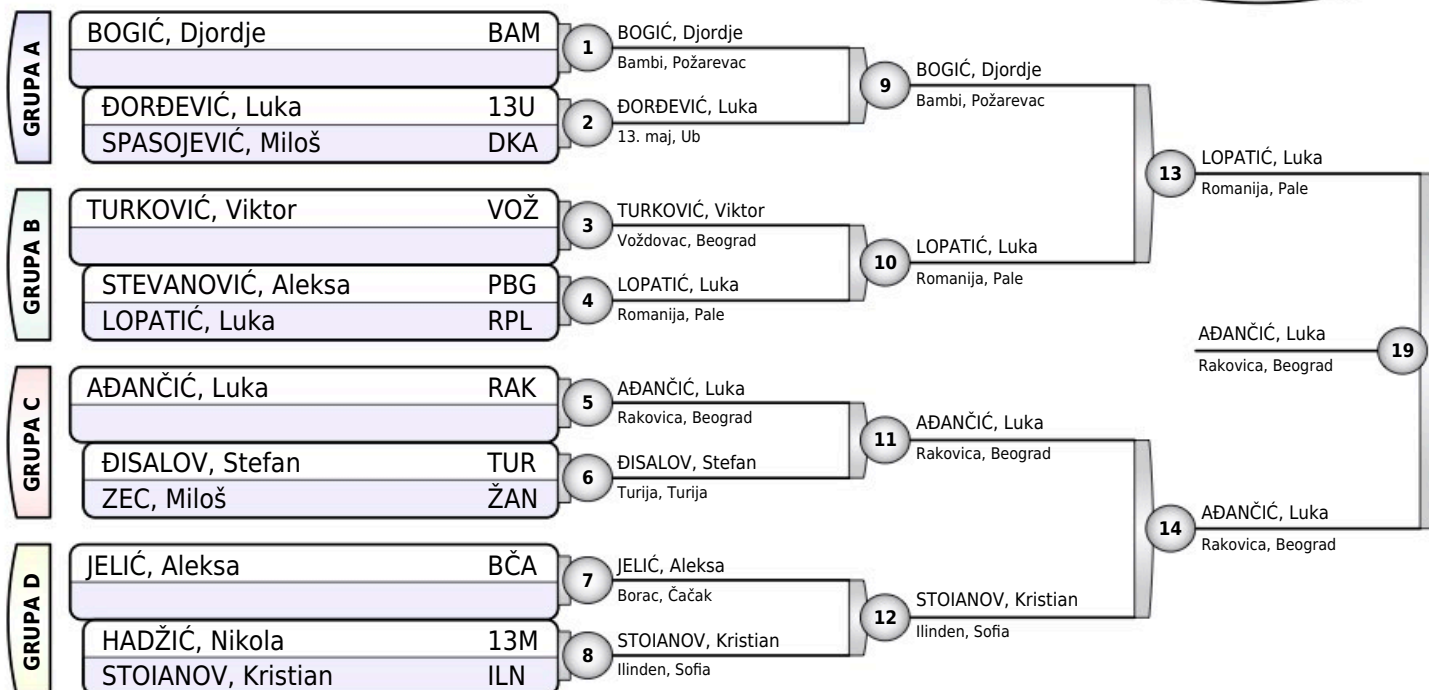 GRUPA A
BOGIĆ, Djordje BAM
ĐORĐEVIĆ, Luka 13U
SPASOJEVIĆ, Miloš DKA
GRUPA B
TURKOVIĆ, Viktor VOŽ
STEVANOVIĆ, Aleksa PBG
LOPATIĆ, Luka RPL
GRUPA C
AĐANČIĆ, Luka RAK
ĐISALOV, Stefan TUR
ZEC, Miloš ŽAN
GRUPA D
JELIĆ, Aleksa BČA
HADŽIĆ, Nikola 13M
STOIANOV, Kristian ILN
1
BOGIĆ, Djordje
Bambi, Požarevac
2
ĐORĐEVIĆ, Luka
13. maj, Ub
3
TURKOVIĆ, Viktor
Voždovac, Beograd
4
LOPATIĆ, Luka
Romanija, Pale
5
AĐANČIĆ, Luka
Rakovica, Beograd
6
ĐISALOV, Stefan
Turija, Turija
7
JELIĆ, Aleksa
Borac, Čačak
8
STOIANOV, Kristian
Ilinden, Sofia
9
BOGIĆ, Djordje
Bambi, Požarevac
10
LOPATIĆ, Luka
Romanija, Pale
11
AĐANČIĆ, Luka
Rakovica, Beograd
12
STOIANOV, Kristian
Ilinden, Sofia
13
LOPATIĆ, Luka
Romanija, Pale
14
AĐANČIĆ, Luka
Rakovica, Beograd
AĐANČIĆ, Luka
Rakovica, Beograd
19